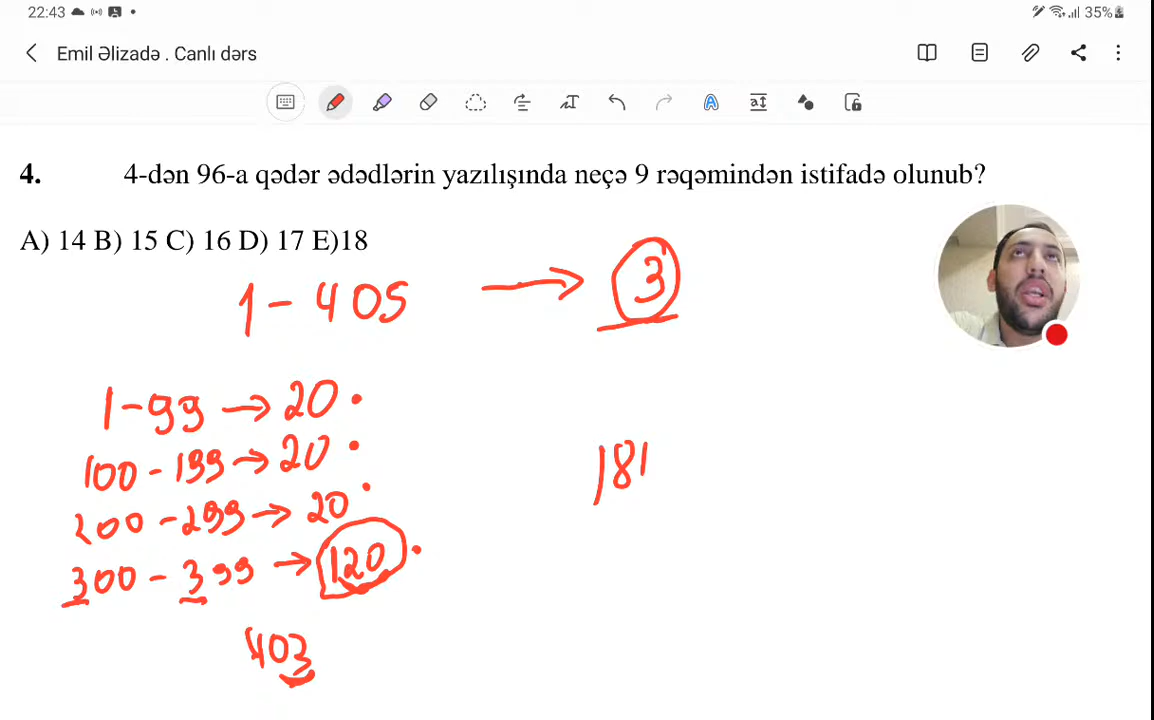 22:43 35%
Emil Əlizadə . Canlı dərs
4. 4-dən 96-a qədər ədədlərin yazılışında neçə 9 rəqəmindən istifadə olunub?
A) 14 B) 15 C) 16 D) 17 E)18
1 - 405 → 3
1-99 → 20 .
100 - 199 → 20 .
181
200 - 299 → 20 .
300 - 399 → 120 .
403